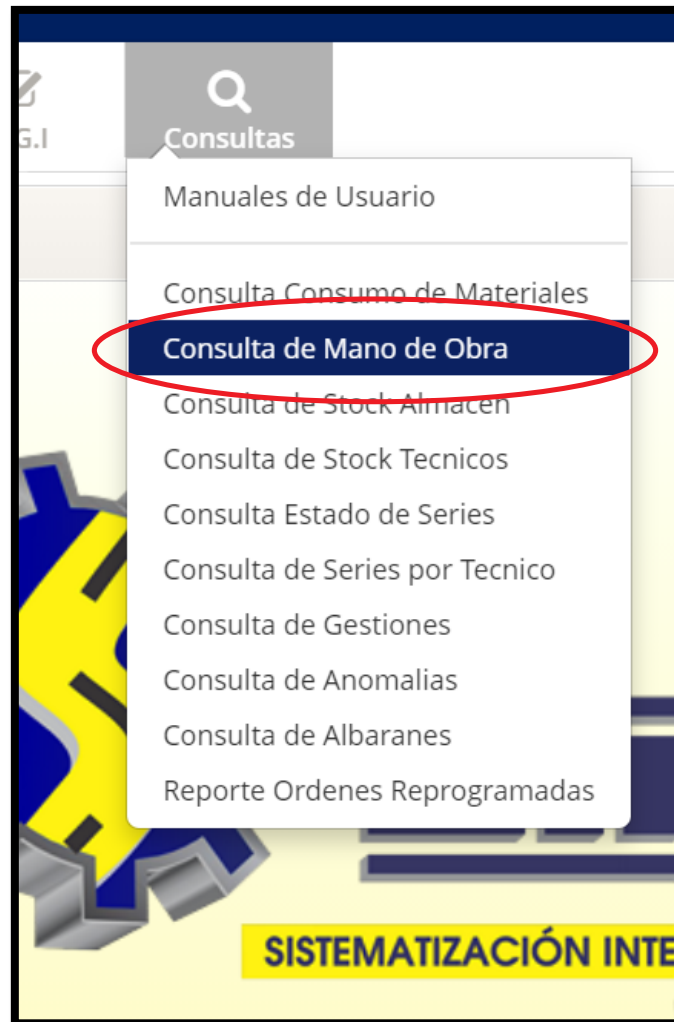 G.I
Consultas
Manuales de Usuario
Consulta Consumo de Materiales
Consulta de Mano de Obra
Consulta de Stock Almacen
Consulta de Stock Tecnicos
Consulta Estado de Series
Consulta de Series por Tecnico
Consulta de Gestiones
Consulta de Anomalias
Consulta de Albaranes
Reporte Ordenes Reprogramadas
SISTEMATIZACIÓN INTE